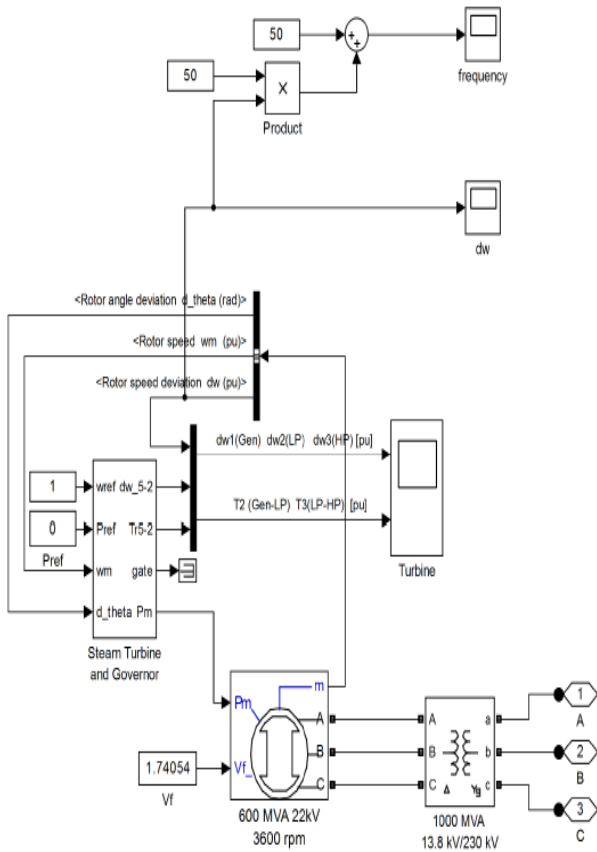 50
+
+
frequency
50
X
Product
dw
<Rotor angle deviation d_theta (rad)>
<Rotor speed wm (pu)>
<Rotor speed deviation dw (pu)>
dw1(Gen) dw2(LP) dw3(HP) [pu]
T2 (Gen-LP) T3(LP-HP) [pu]
Turbine
1
wref dw_5-2
0
Pref Tr5-2
Pref
wm gate
d_theta Pm
Steam Turbine
and Governor
Pm
m
A
B
C
Vf_
1.74054
Vf
600 MVA 22kV
3600 rpm
A a
B b
C c
Δ Yg
1000 MVA
13.8 kV/230 kV
1
A
2
B
3
C